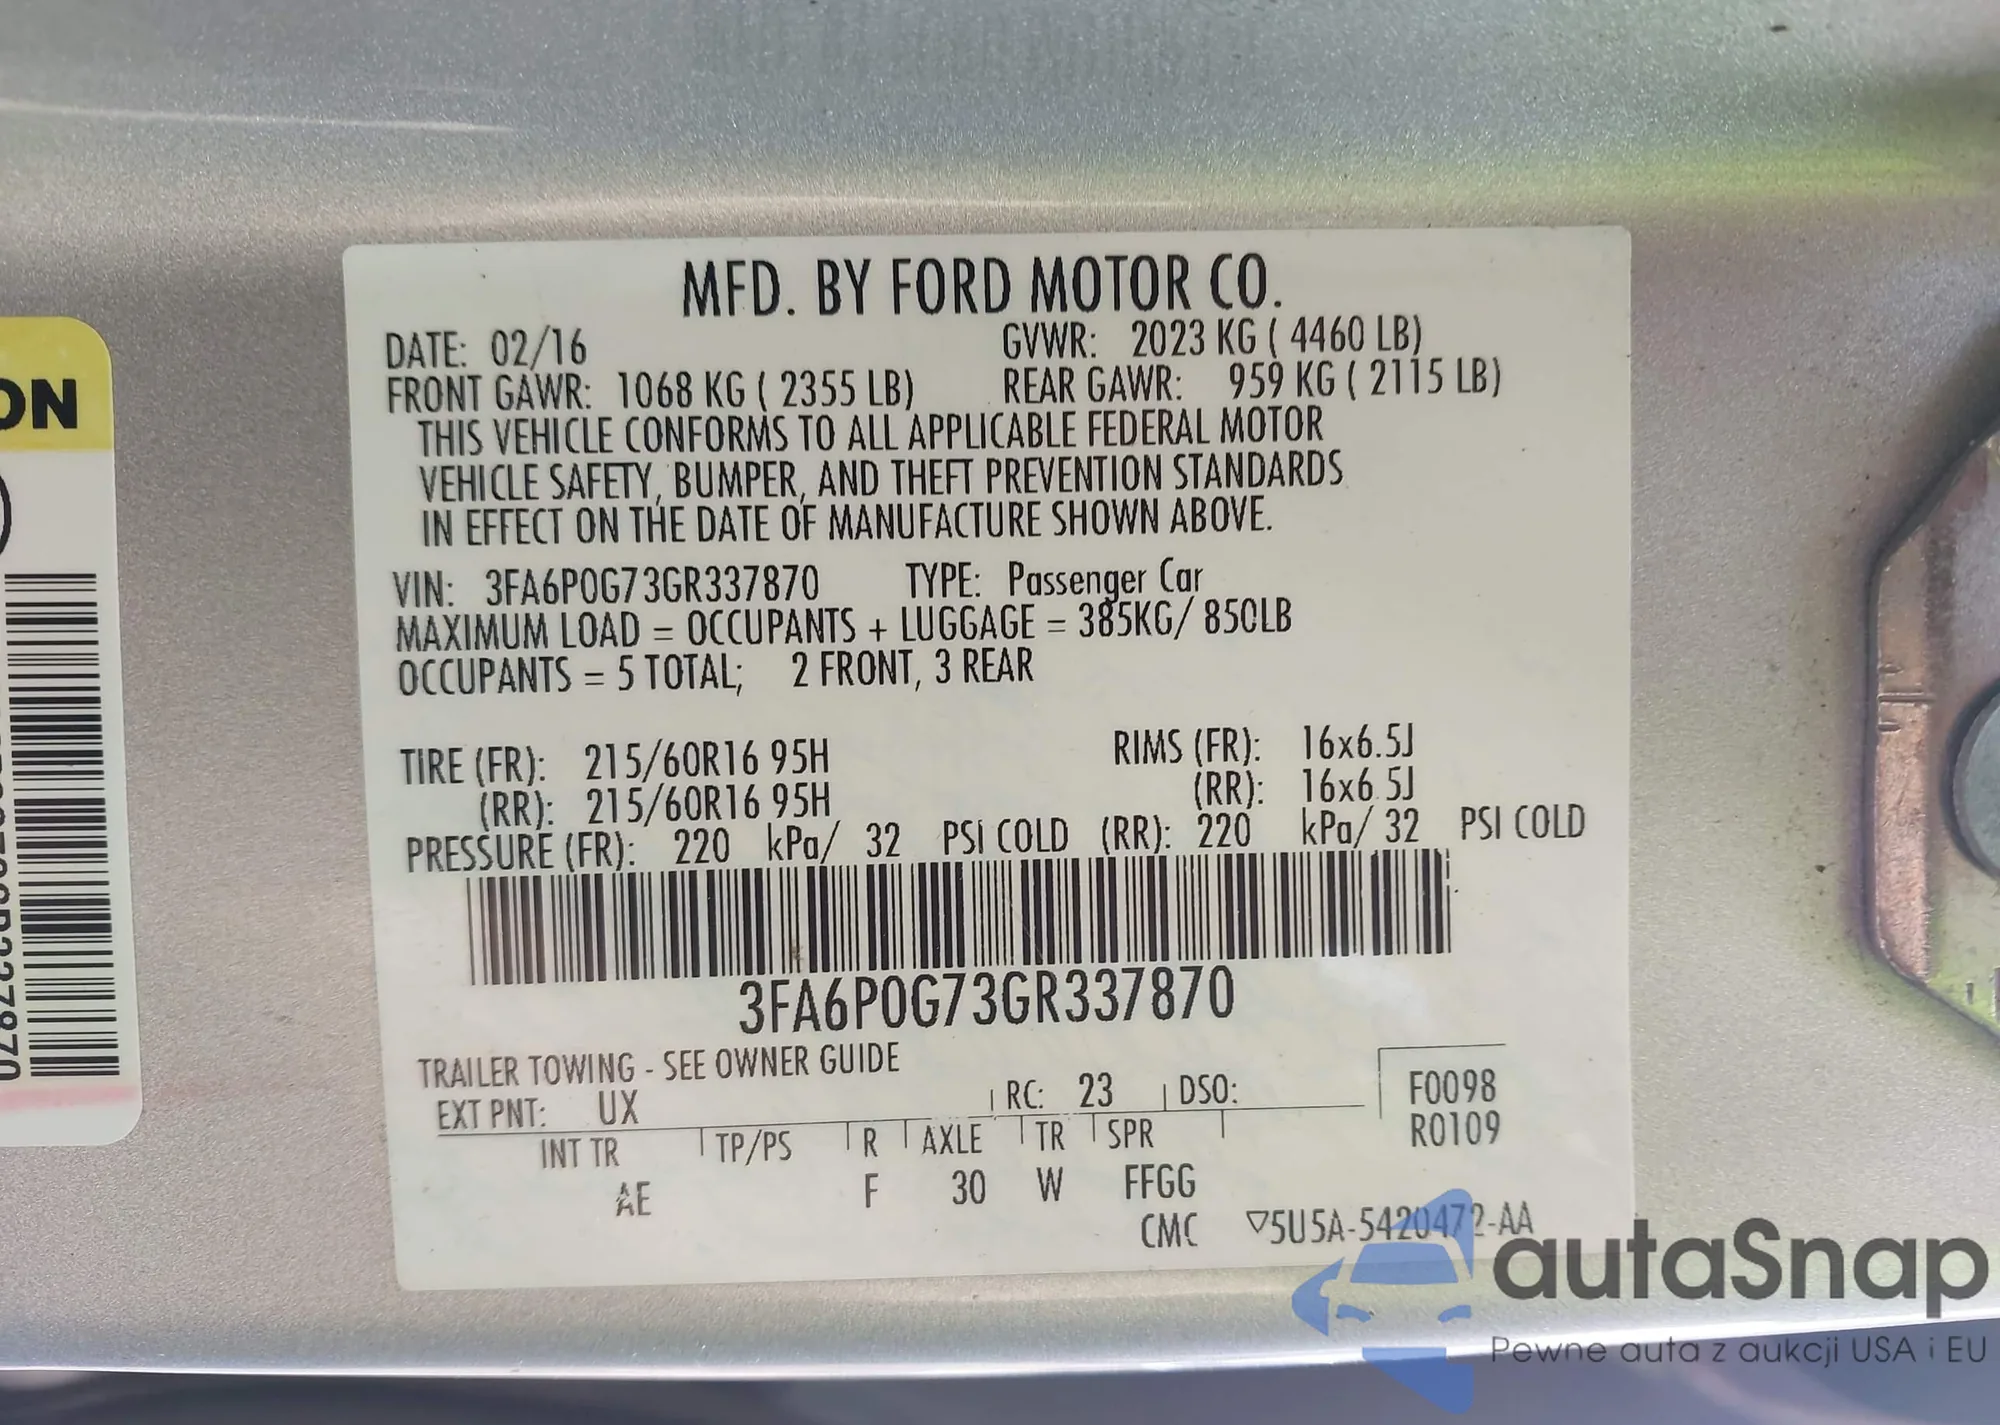 MFD. BY FORD MOTOR CO.
DATE: 02/16 GVWR: 2023 KG ( 4460 LB)
FRONT GAWR: 1068 KG ( 2355 LB) REAR GAWR: 959 KG ( 2115 LB)
THIS VEHICLE CONFORMS TO ALL APPLICABLE FEDERAL MOTOR
VEHICLE SAFETY, BUMPER, AND THEFT PREVENTION STANDARDS
IN EFFECT ON THE DATE OF MANUFACTURE SHOWN ABOVE.
VIN: 3FA6P0G73GR337870 TYPE: Passenger Car
MAXIMUM LOAD = OCCUPANTS + LUGGAGE = 385KG/ 850LB
OCCUPANTS = 5 TOTAL; 2 FRONT, 3 REAR
TIRE (FR): 215/60R16 95H RIMS (FR): 16x6.5J
(RR): 215/60R16 95H (RR): 16x6.5J
PRESSURE (FR): 220 kPa/ 32 PSI COLD (RR): 220 kPa/ 32 PSI COLD
3FA6P0G73GR337870
TRAILER TOWING - SEE OWNER GUIDE
EXT PNT: UX RC: 23 DSO: F0098
R0109
INT TR TP/PS R AXLE TR SPR
AE F 30 W FFGG
CMC ▽5U5A-5420472-AA
ON
autaSnap
Pewne auta z aukcji USA i EU